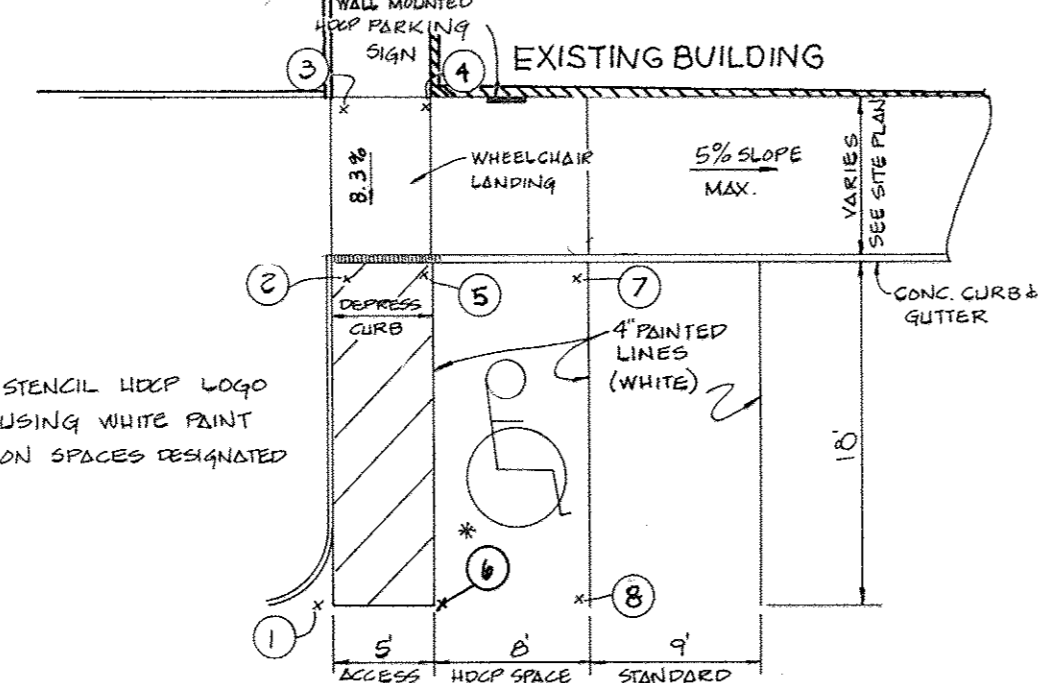 WALL MOUNTED
HDCP PARKING
SIGN
3
4
EXISTING BUILDING
8.3%
WHEELCHAIR
LANDING
5% SLOPE
MAX.
VARIES
SEE SITE PLAN
2
5
7
DEPRESS
CURB
CONC. CURB &
GUTTER
4" PAINTED
LINES
(WHITE)
STENCIL HDCP LOGO
USING WHITE PAINT
ON SPACES DESIGNATED
18'
*
6
1
8
5'
8'
9'
ACCESS
HDCP SPACE
STANDARD